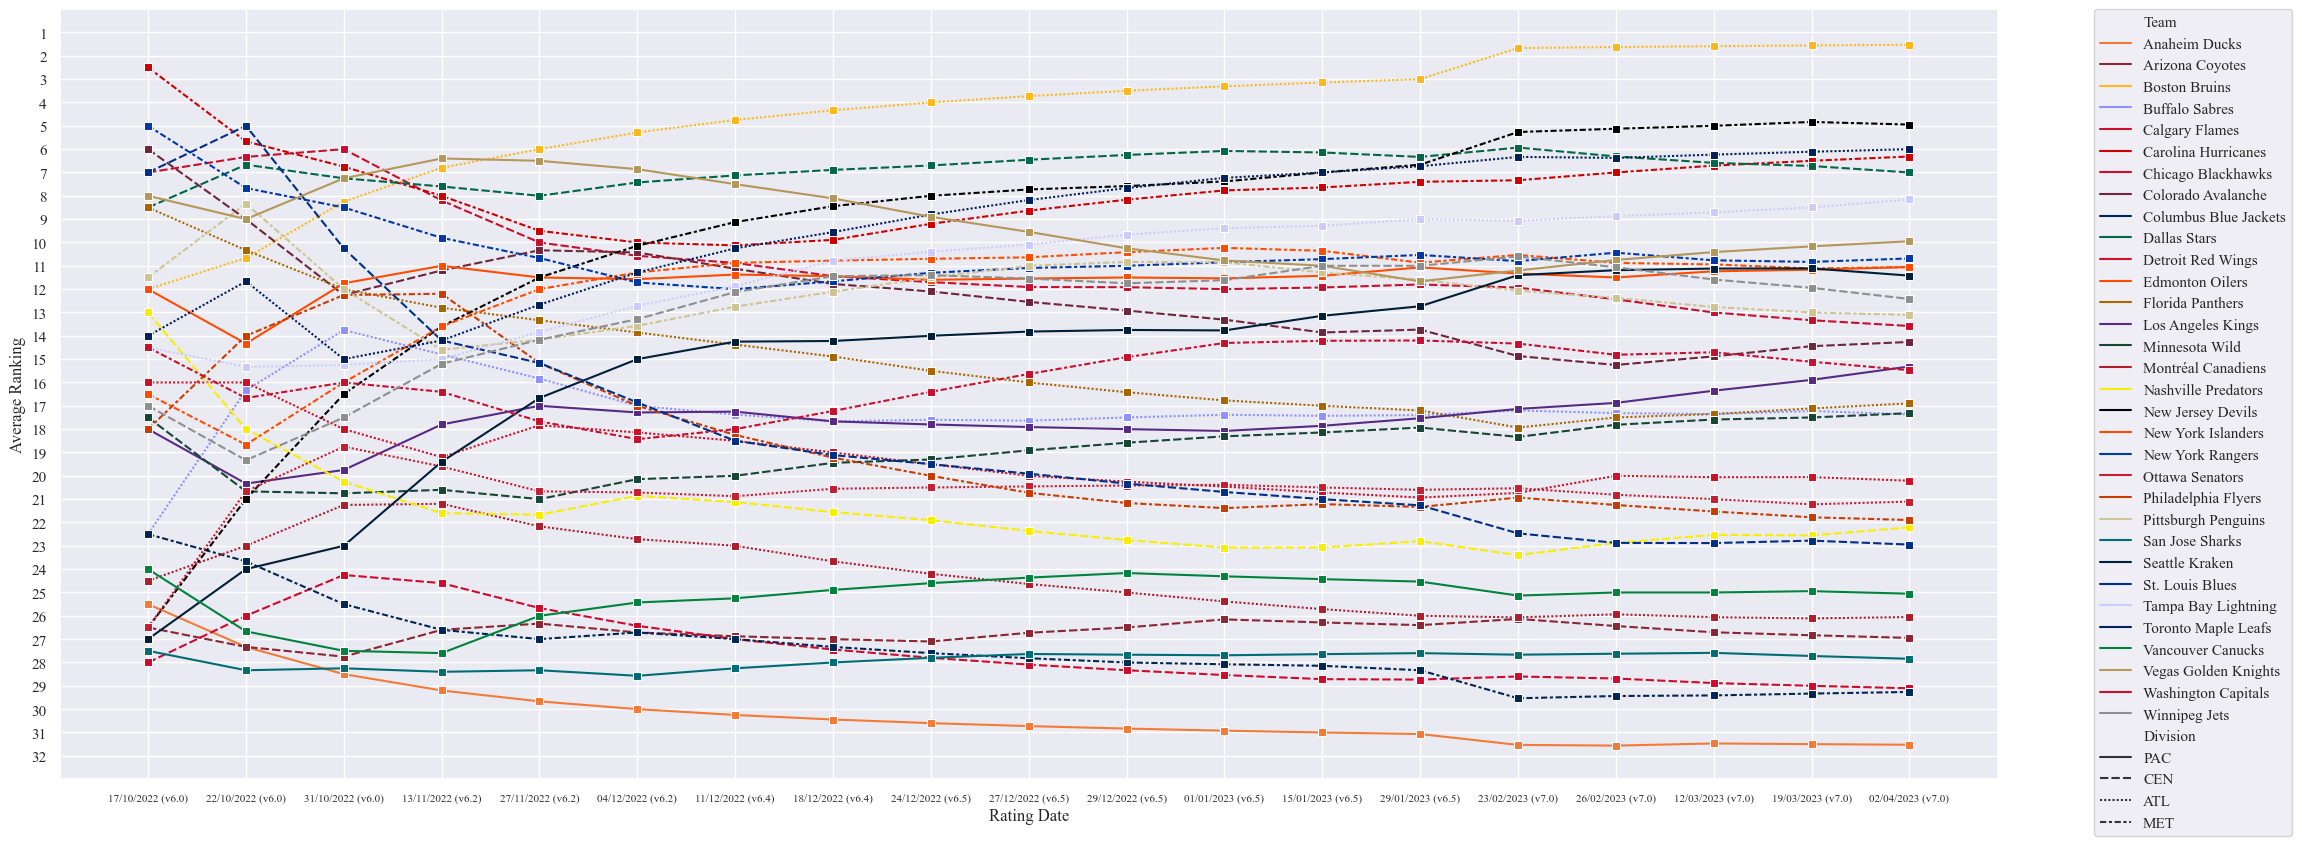 1
2
3
4
5
6
7
8
9
10
11
12
13
14
15
16
17
18
19
20
21
22
23
24
25
26
27
28
29
30
31
32
Average Ranking
17/10/2022 (v6.0) 22/10/2022 (v6.0) 31/10/2022 (v6.0) 13/11/2022 (v6.2) 27/11/2022 (v6.2) 04/12/2022 (v6.2) 11/12/2022 (v6.4) 18/12/2022 (v6.4) 24/12/2022 (v6.5) 27/12/2022 (v6.5) 29/12/2022 (v6.5) 01/01/2023 (v6.5) 15/01/2023 (v6.5) 29/01/2023 (v6.5) 23/02/2023 (v7.0) 26/02/2023 (v7.0) 12/03/2023 (v7.0) 19/03/2023 (v7.0) 02/04/2023 (v7.0)
Rating Date
Team
Anaheim Ducks
Arizona Coyotes
Boston Bruins
Buffalo Sabres
Calgary Flames
Carolina Hurricanes
Chicago Blackhawks
Colorado Avalanche
Columbus Blue Jackets
Dallas Stars
Detroit Red Wings
Edmonton Oilers
Florida Panthers
Los Angeles Kings
Minnesota Wild
Montréal Canadiens
Nashville Predators
New Jersey Devils
New York Islanders
New York Rangers
Ottawa Senators
Philadelphia Flyers
Pittsburgh Penguins
San Jose Sharks
Seattle Kraken
St. Louis Blues
Tampa Bay Lightning
Toronto Maple Leafs
Vancouver Canucks
Vegas Golden Knights
Washington Capitals
Winnipeg Jets
Division
PAC
CEN
ATL
MET